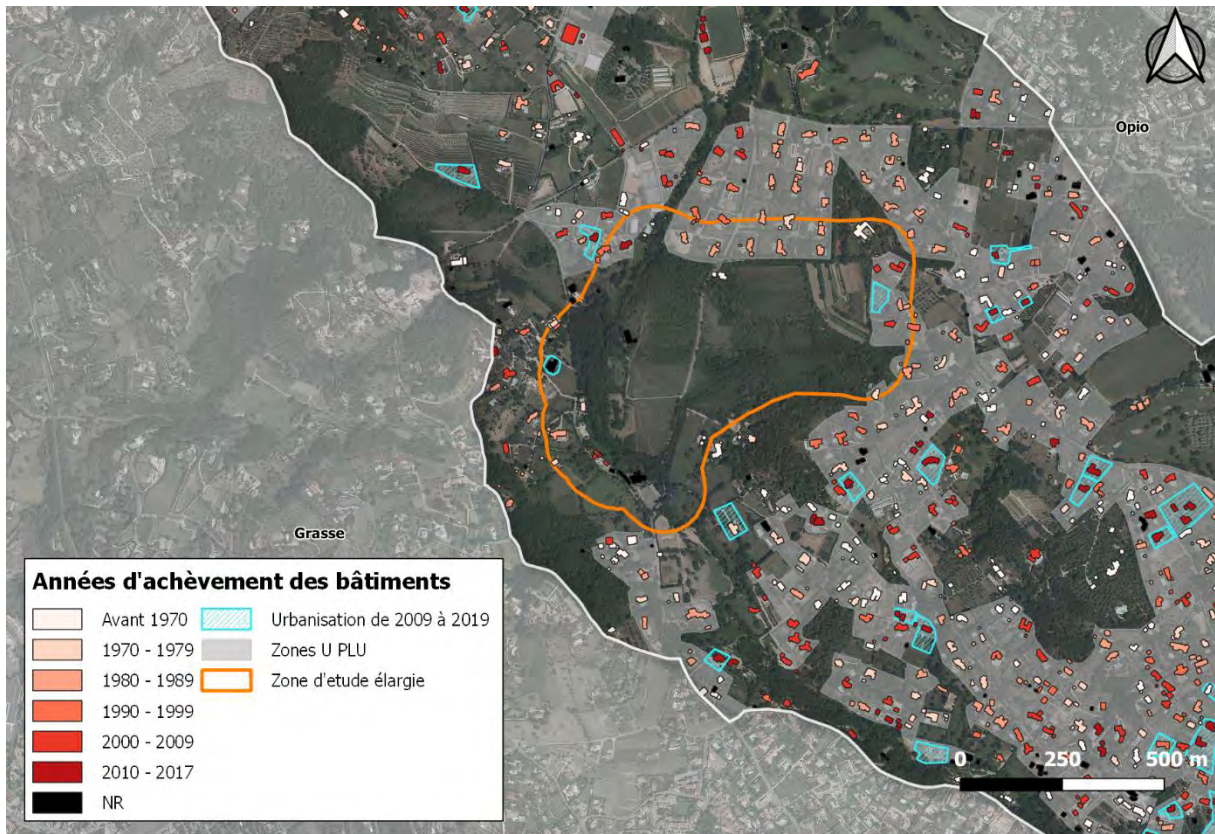 Opio
Grasse
Années d'achèvement des bâtiments
Avant 1970
1970 - 1979
1980 - 1989
1990 - 1999
2000 - 2009
2010 - 2017
NR
Urbanisation de 2009 à 2019
Zones U PLU
Zone d'etude élargie
0 250 500 m